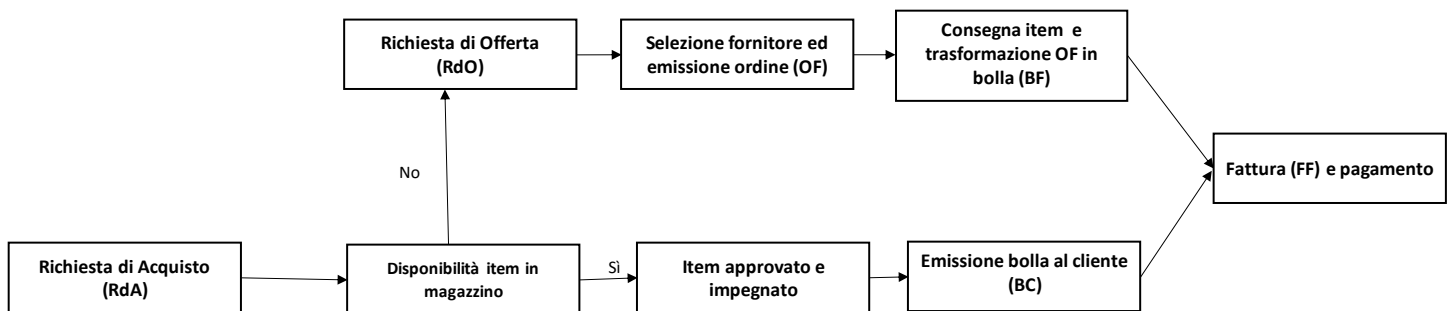 Richiesta di Offerta
(RdO)
Selezione fornitore ed
emissione ordine (OF)
Consegna item e
trasformazione OF in
bolla (BF)
Fattura (FF) e pagamento
No
Richiesta di Acquisto
(RdA)
Disponibilità item in
magazzino
Sì
Item approvato e
impegnato
Emissione bolla al cliente
(BC)